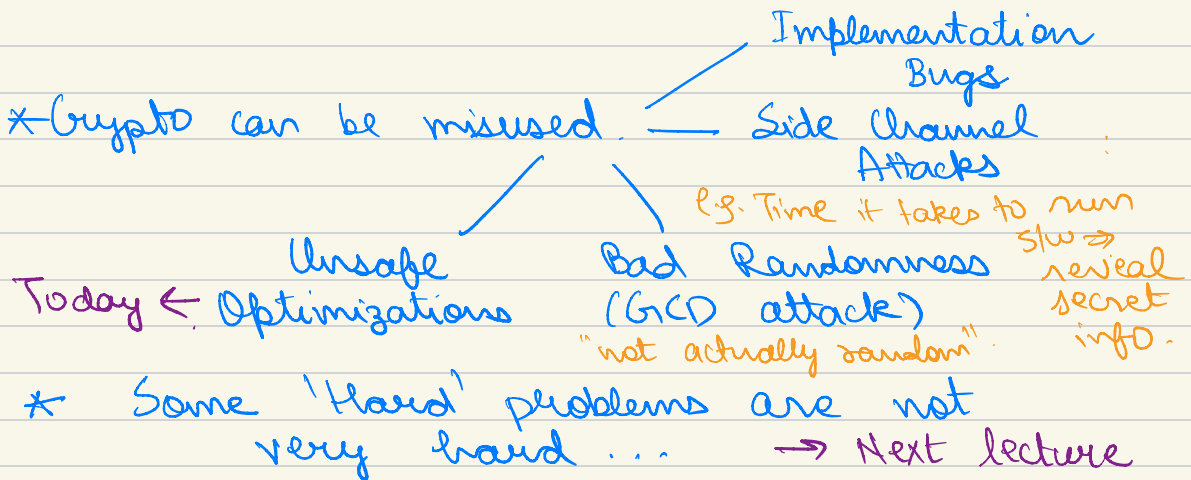 Implementation
Bugs
* Crypto can be misused. Side Channel
Attacks
e.g. Time it takes to run
s/w ⇒
reveal
secret
info.
Unsafe
Today ← Optimizations
Bad Randomness
(GCD attack)
"not actually random"
* Some 'Hard' problems are not
very hard ... → Next lecture